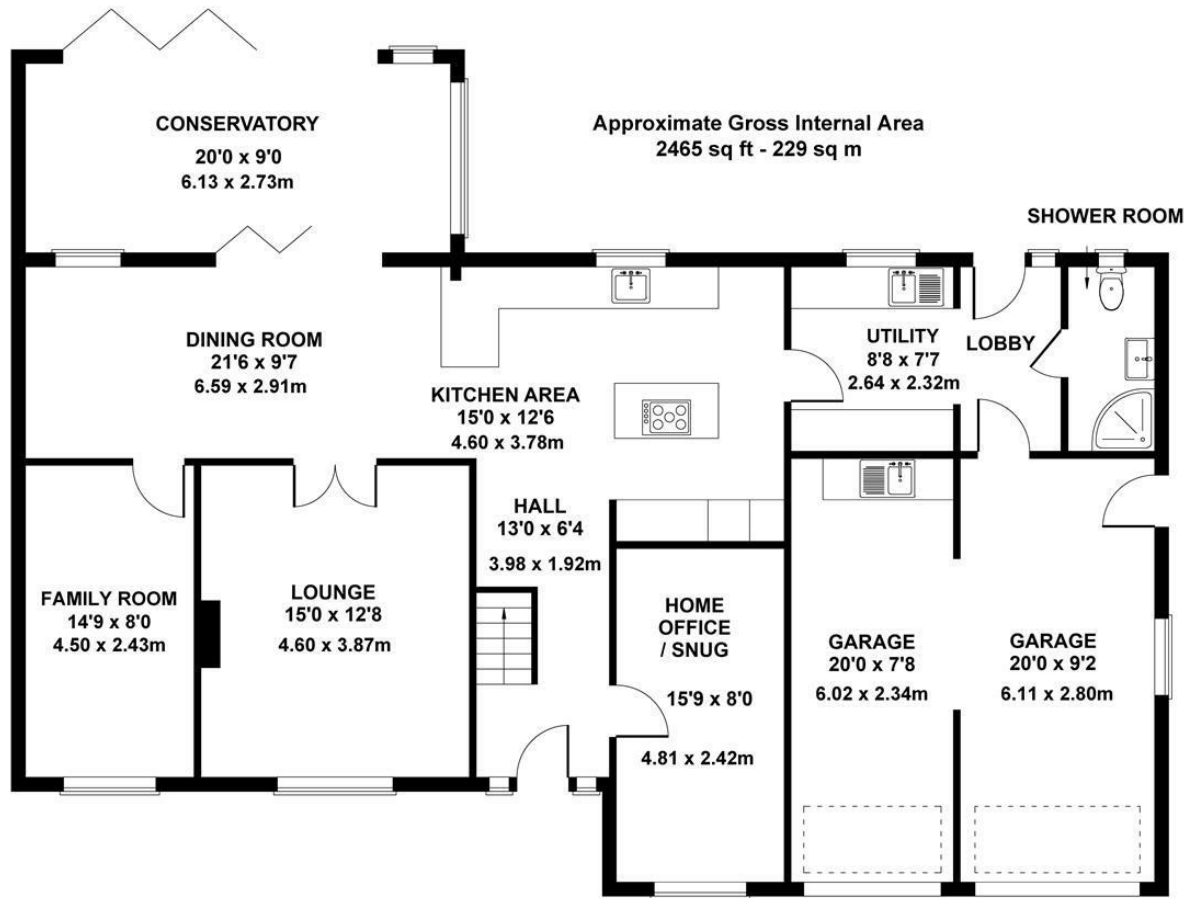 CONSERVATORY
20'0 x 9'0
6.13 x 2.73m
Approximate Gross Internal Area
2465 sq ft - 229 sq m
SHOWER ROOM
DINING ROOM
21'6 x 9'7
6.59 x 2.91m
KITCHEN AREA
15'0 x 12'6
4.60 x 3.78m
UTILITY
8'8 x 7'7
2.64 x 2.32m
LOBBY
HALL
13'0 x 6'4
3.98 x 1.92m
FAMILY ROOM
14'9 x 8'0
4.50 x 2.43m
LOUNGE
15'0 x 12'8
4.60 x 3.87m
HOME
OFFICE
/ SNUG
15'9 x 8'0
4.81 x 2.42m
GARAGE
20'0 x 7'8
6.02 x 2.34m
GARAGE
20'0 x 9'2
6.11 x 2.80m